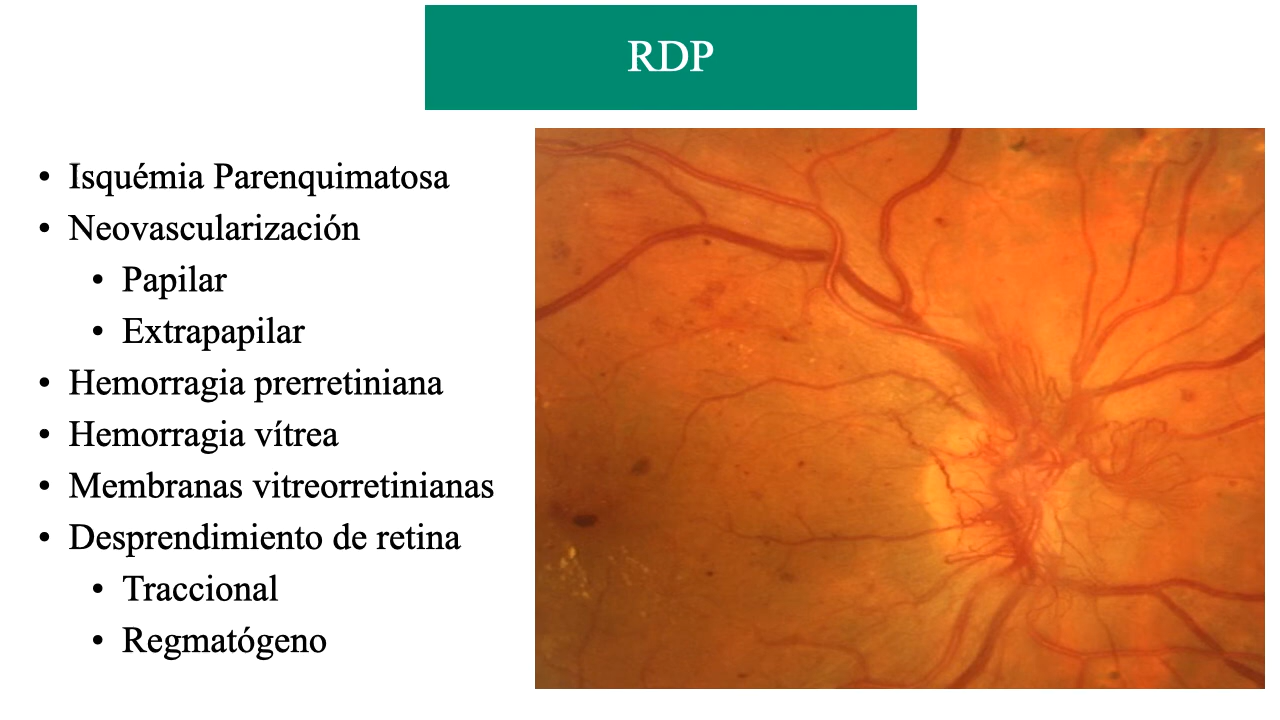 RDP
• Isquémia Parenquimatosa
• Neovascularización
• Papilar
• Extrapapilar
• Hemorragia prerretiniana
• Hemorragia vítrea
• Membranas vitreorretinianas
• Desprendimiento de retina
• Traccional
• Regmatógeno